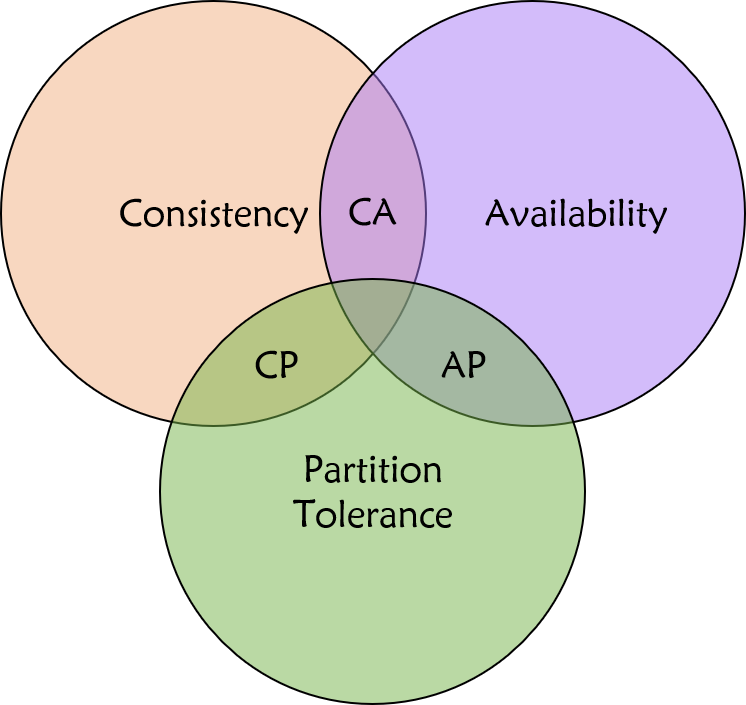 Consistency
CA
Availability
CP
AP
Partition
Tolerance